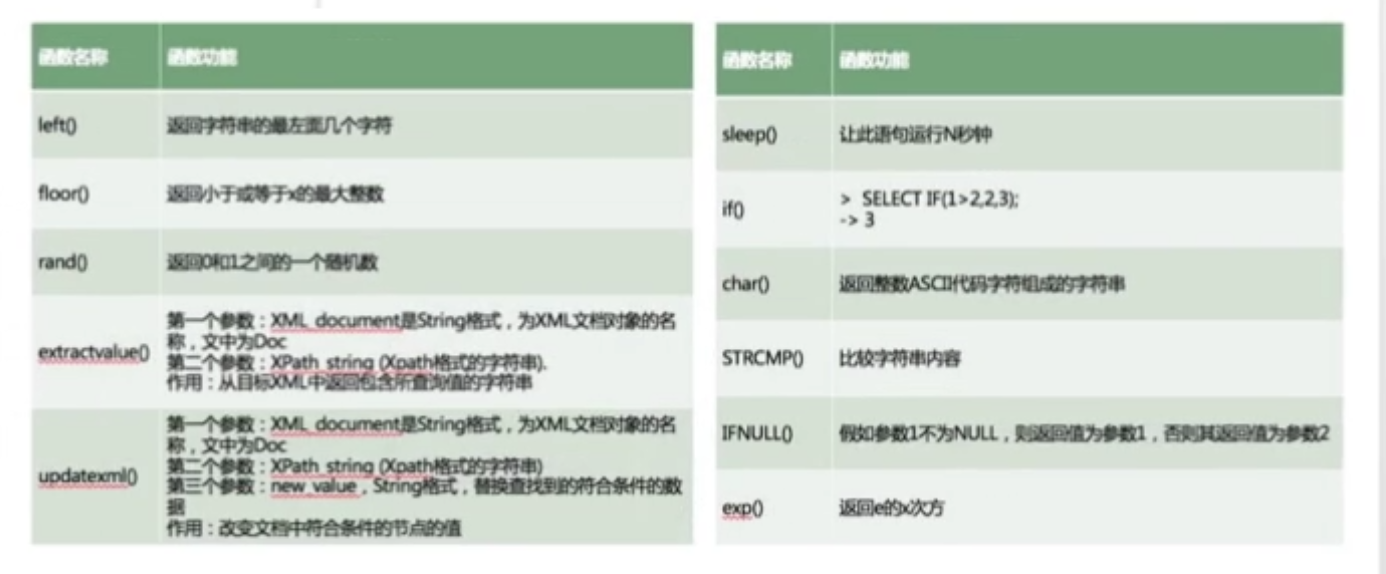 函数名称 函数功能
left() 返回字符串的最左面几个字符
floor() 返回小于或等于x的最大整数
rand() 返回0和1之间的一个随机数
extractvalue()
第一个参数：XML_document是String格式，为XML文档对象的名
称，文中为Doc
第二个参数：XPath_string (Xpath格式的字符串).
作用：从目标XML中返回包含所查询值的字符串
updatexml()
第一个参数：XML_document是String格式，为XML文档对象的名
称，文中为Doc
第二个参数：XPath_string (Xpath格式的字符串)
第三个参数：new_value，String格式，替换查找到的符合条件的数
据
作用：改变文档中符合条件的节点的值
函数名称 函数功能
sleep() 让此语句运行N秒钟
if()
> SELECT IF(1>2,2,3);
-> 3
char() 返回整数ASCII代码字符组成的字符串
STRCMP() 比较字符串内容
IFNULL() 假如参数1不为NULL，则返回值为参数1，否则其返回值为参数2
exp() 返回e的x次方